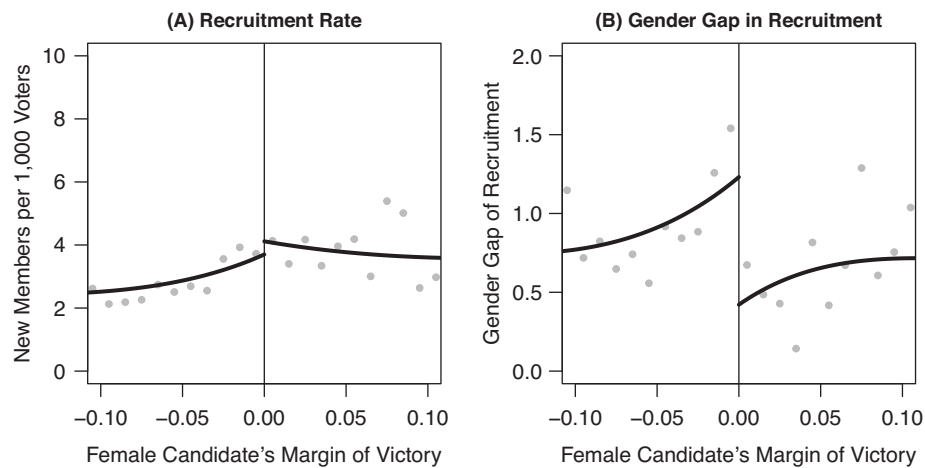 (A) Recruitment Rate
New Members per 1,000 Voters
10
8
6
4
2
0
−0.10 −0.05 0.00 0.05 0.10
Female Candidate’s Margin of Victory
(B) Gender Gap in Recruitment
Gender Gap of Recruitment
2.0
1.5
1.0
0.5
0.0
−0.10 −0.05 0.00 0.05 0.10
Female Candidate’s Margin of Victory